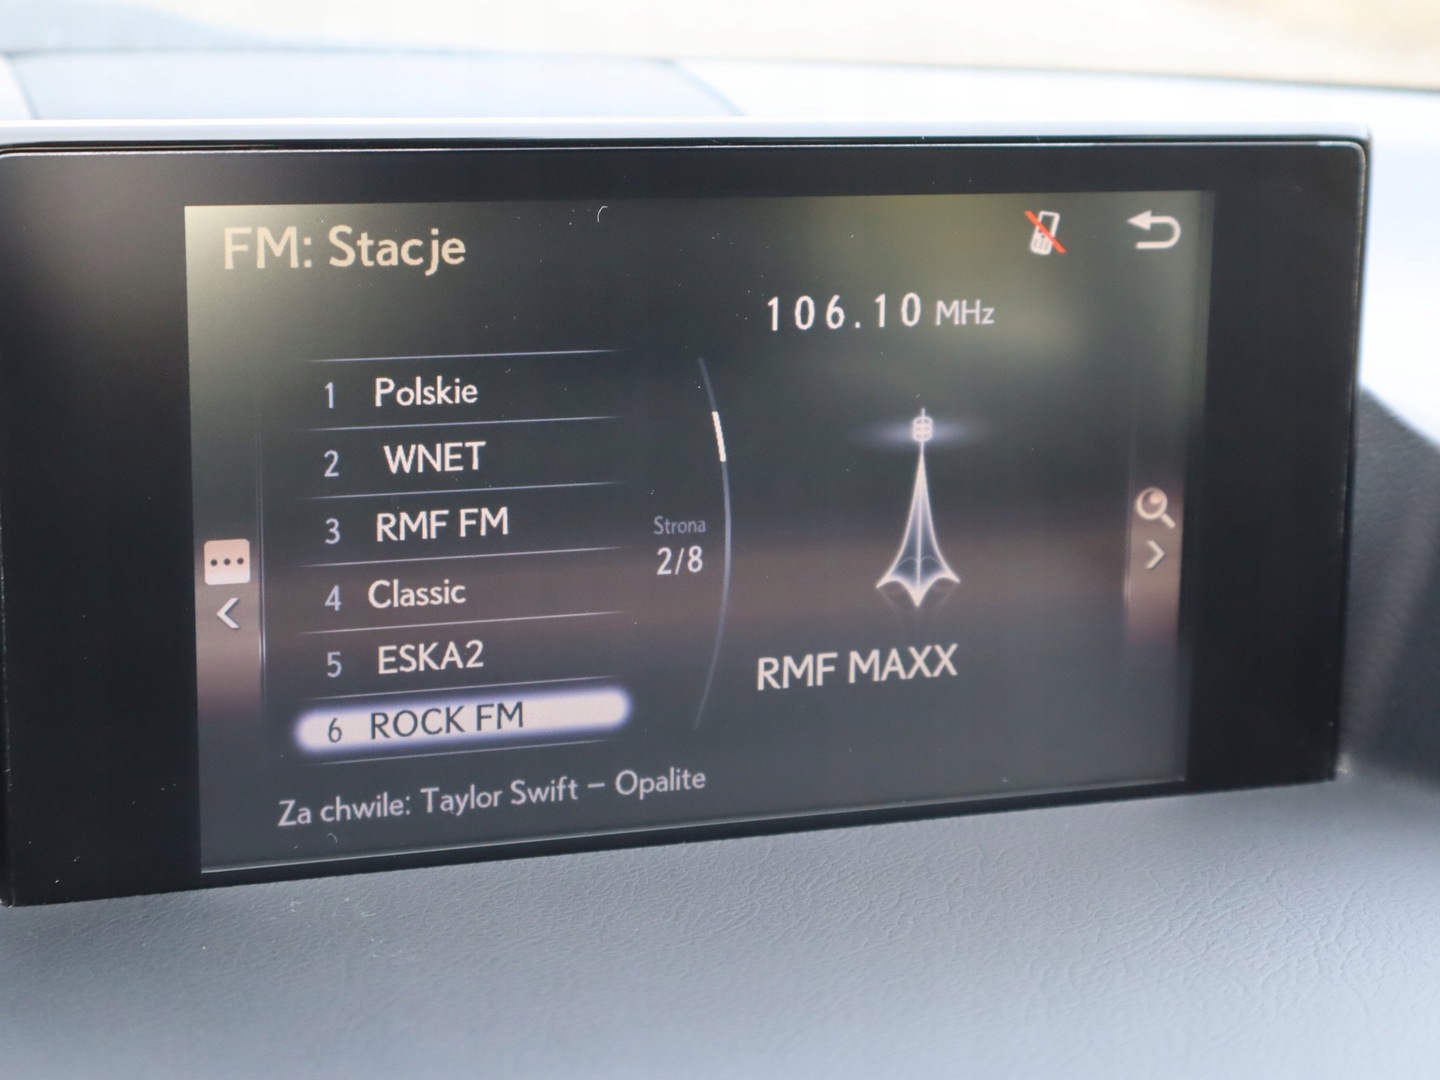 FM: Stacje
106.10 MHz
1 Polskie
2 WNET
3 RMF FM
4 Classic
5 ESKA2
6 ROCK FM
Strona
2/8
RMF MAXX
Za chwile: Taylor Swift – Opalite